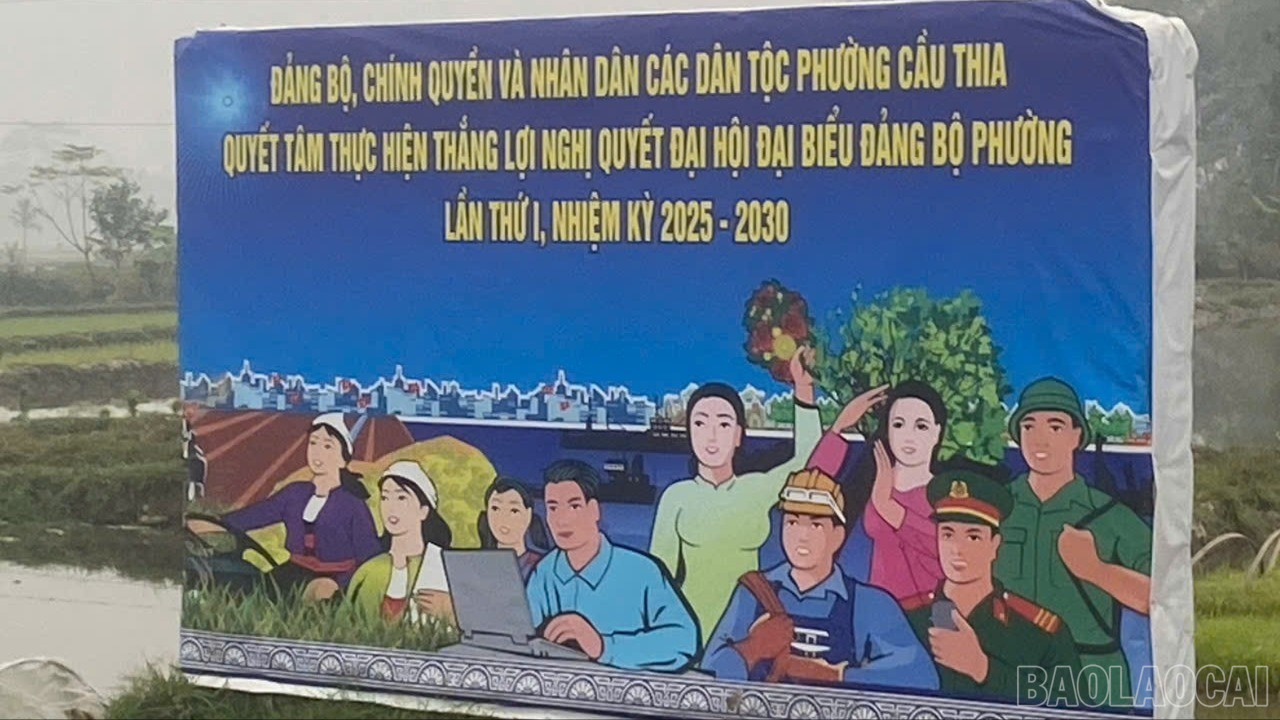 ĐẢNG BỘ, CHÍNH QUYỀN VÀ NHÂN DÂN CÁC DÂN TỘC PHƯỜNG CẦU THIA
QUYẾT TÂM THỰC HIỆN THẮNG LỢI NGHỊ QUYẾT ĐẠI HỘI ĐẠI BIỂU ĐẢNG BỘ PHƯỜNG
LẦN THỨ I, NHIỆM KỲ 2025 - 2030
BAOLAOCAI